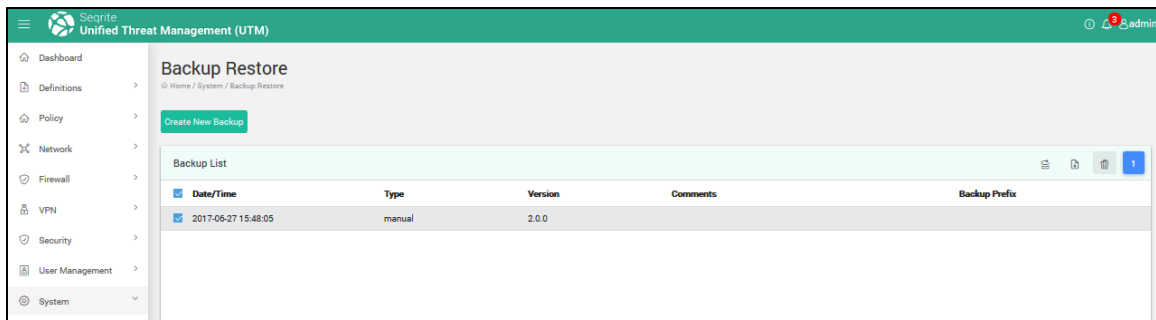 Seqrite
Unified Threat Management (UTM)
3
admin
Dashboard
Definitions
Policy
Network
Firewall
VPN
Security
User Management
System
Backup Restore
Home / System / Backup Restore
Create New Backup
Backup List
1
Date/Time Type Version Comments Backup Prefix
2017-06-27 15:48:05 manual 2.0.0